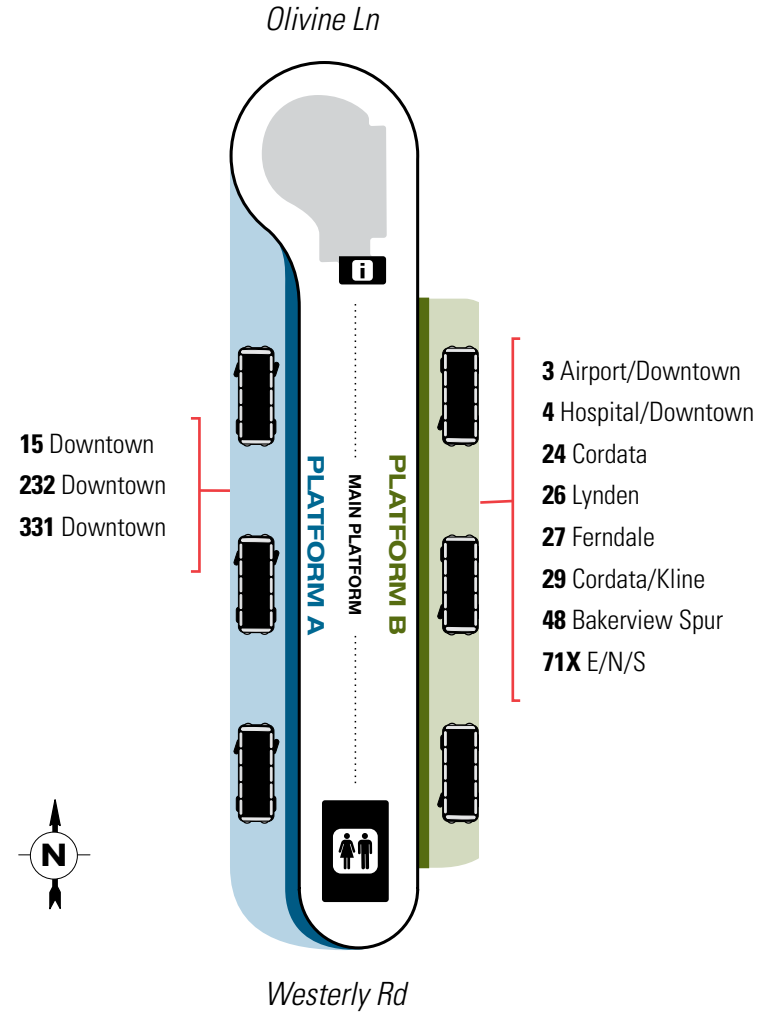 Olivine Ln
i
15 Downtown
232 Downtown
331 Downtown
PLATFORM A
MAIN PLATFORM
PLATFORM B
3 Airport/Downtown
4 Hospital/Downtown
24 Cordata
26 Lynden
27 Ferndale
29 Cordata/Kline
48 Bakerview Spur
71X E/N/S
N
Westerly Rd